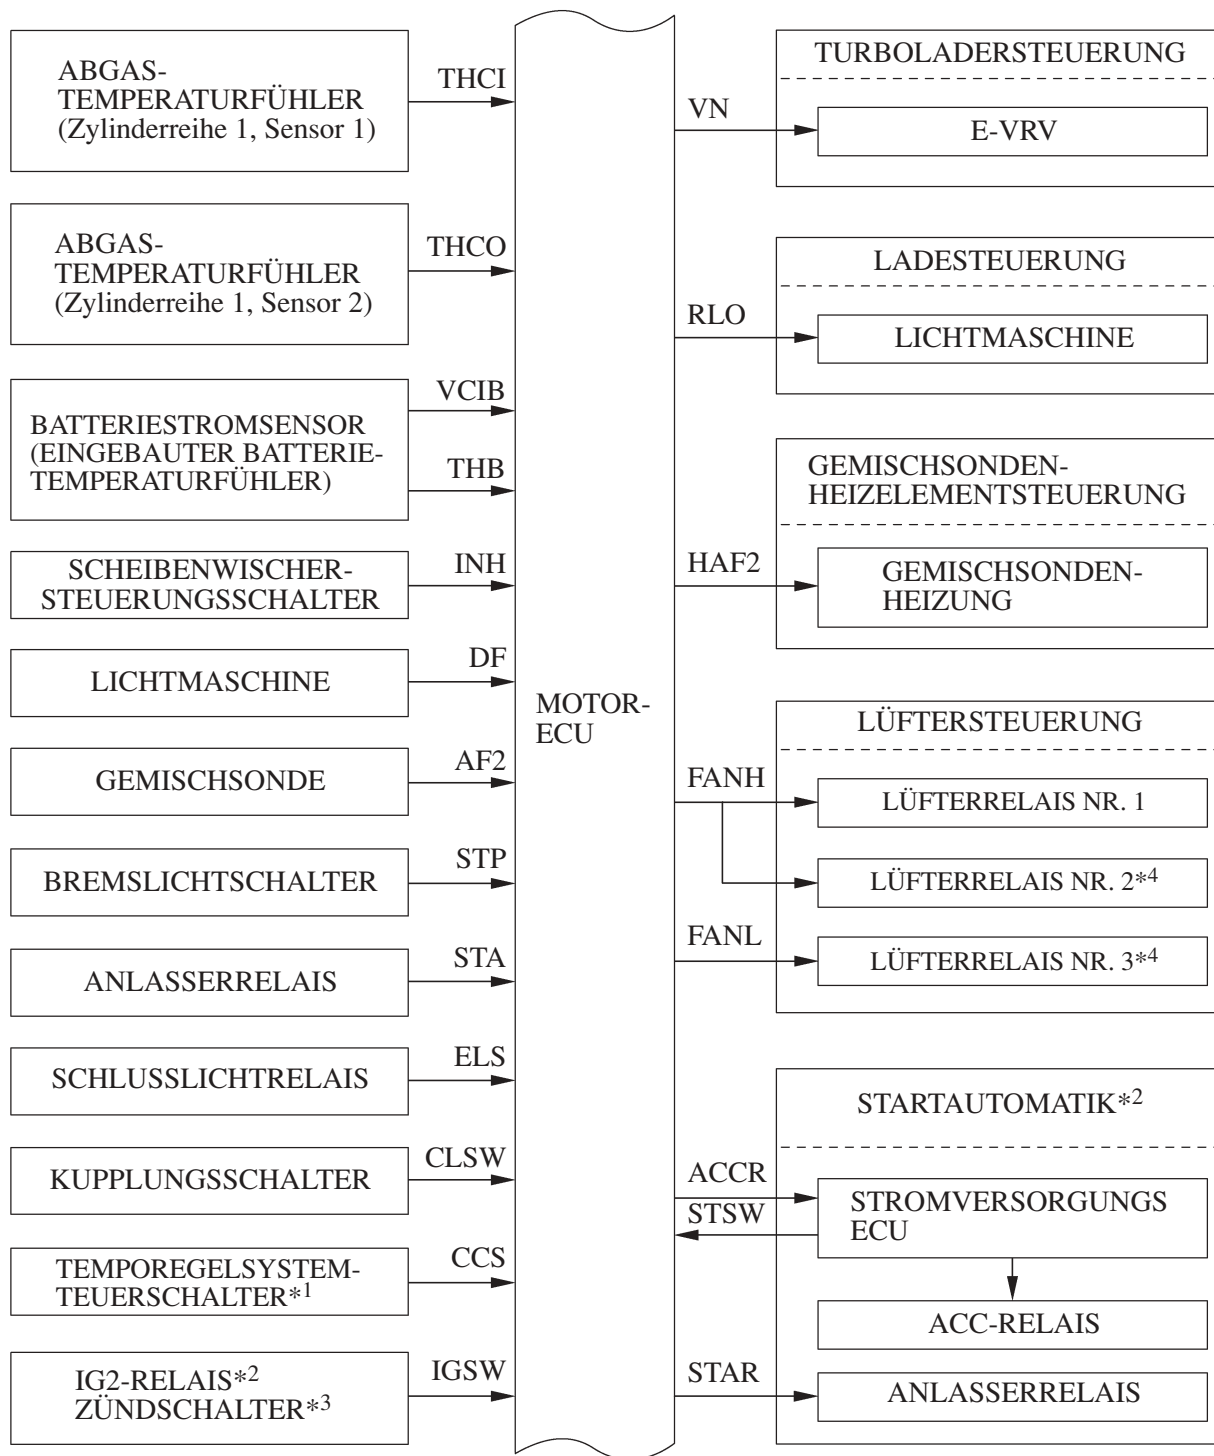 ABGAS-
TEMPERATURFÜHLER
(Zylinderreihe 1, Sensor 1)
THCI
ABGAS-
TEMPERATURFÜHLER
(Zylinderreihe 1, Sensor 2)
THCO
BATTERIESTROMSENSOR
(EINGEBAUTER BATTERIE-
TEMPERATURFÜHLER)
VCIB
THB
SCHEIBENWISCHER-
STEUERUNGSSCHALTER
INH
LICHTMASCHINE
DF
GEMISCHSONDE
AF2
BREMSLICHTSCHALTER
STP
ANLASSERRELAIS
STA
SCHLUSSLICHTRELAIS
ELS
KUPPLUNGSSCHALTER
CLSW
TEMPOREGELSYSTEM-
TEUERSCHALTER*1
CCS
IG2-RELAIS*2
ZÜNDSCHALTER*3
IGSW
MOTOR-
ECU
TURBOLADERSTEUERUNG
VN
E-VRV
LADESTEUERUNG
RLO
LICHTMASCHINE
GEMISCHSONDEN-
HEIZELEMENTSTEUERUNG
HAF2
GEMISCHSONDEN-
HEIZUNG
LÜFTERSTEUERUNG
FANH
LÜFTERRELAIS NR. 1
LÜFTERRELAIS NR. 2*4
FANL
LÜFTERRELAIS NR. 3*4
STARTAUTOMATIK*2
ACCR
STSW
STROMVERSORGUNGS
ECU
ACC-RELAIS
STAR
ANLASSERRELAIS